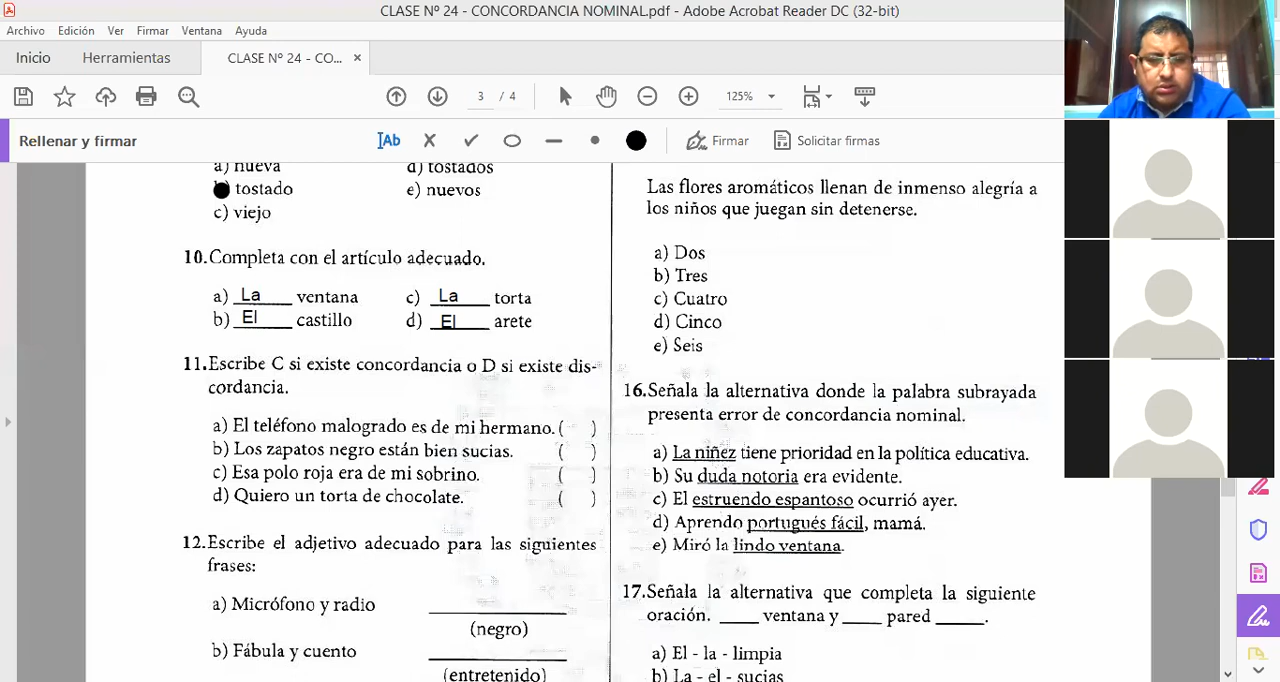 CLASE Nº 24 - CONCORDANCIA NOMINAL.pdf - Adobe Acrobat Reader DC (32-bit)
Archivo Edición Ver Firmar Ventana Ayuda
Inicio Herramientas CLASE Nº 24 - CO... ×
3 / 4 125%
Rellenar y firmar Ab Firmar Solicitar firmas
a) nueva d) tostados
tostado e) nuevos
c) viejo
10.Completa con el artículo adecuado.
a) La ventana c) La torta
b) El castillo d) El arete
11.Escribe C si existe concordancia o D si existe dis-
cordancia.
a) El teléfono malogrado es de mi hermano. ( )
b) Los zapatos negro están bien sucias. ( )
c) Esa polo roja era de mi sobrino. ( )
d) Quiero un torta de chocolate. ( )
12.Escribe el adjetivo adecuado para las siguientes
frases:
a) Micrófono y radio ______
(negro)
b) Fábula y cuento ______
(entretenido)
Las flores aromáticos llenan de inmenso alegría a
los niños que juegan sin detenerse.
a) Dos
b) Tres
c) Cuatro
d) Cinco
e) Seis
16.Señala la alternativa donde la palabra subrayada
presenta error de concordancia nominal.
a) La niñez tiene prioridad en la política educativa.
b) Su duda notoria era evidente.
c) El estruendo espantoso ocurrió ayer.
d) Aprendo portugués fácil, mamá.
e) Miró la lindo ventana.
17.Señala la alternativa que completa la siguiente
oración. ____ ventana y ____ pared _____.
a) El - la - limpia
b) La - el - sucias